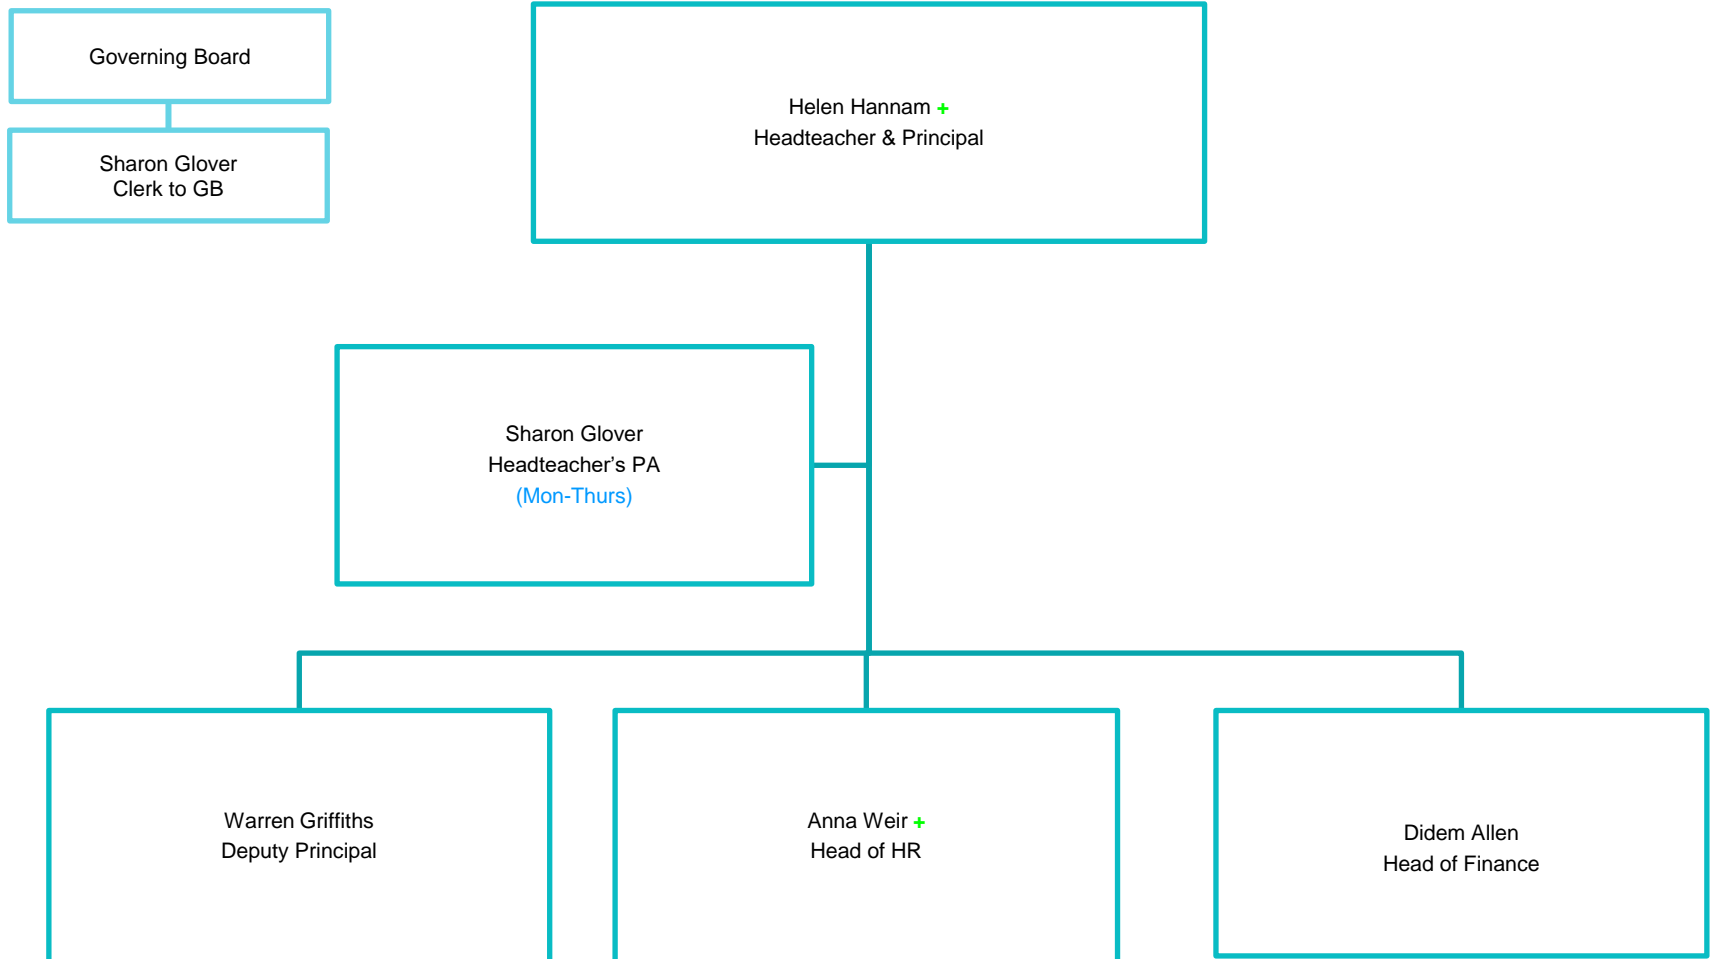 Governing Board
Sharon Glover
Clerk to GB
Helen Hannam +
Headteacher & Principal
Sharon Glover
Headteacher’s PA
(Mon-Thurs)
Warren Griffiths
Deputy Principal
Anna Weir +
Head of HR
Didem Allen
Head of Finance